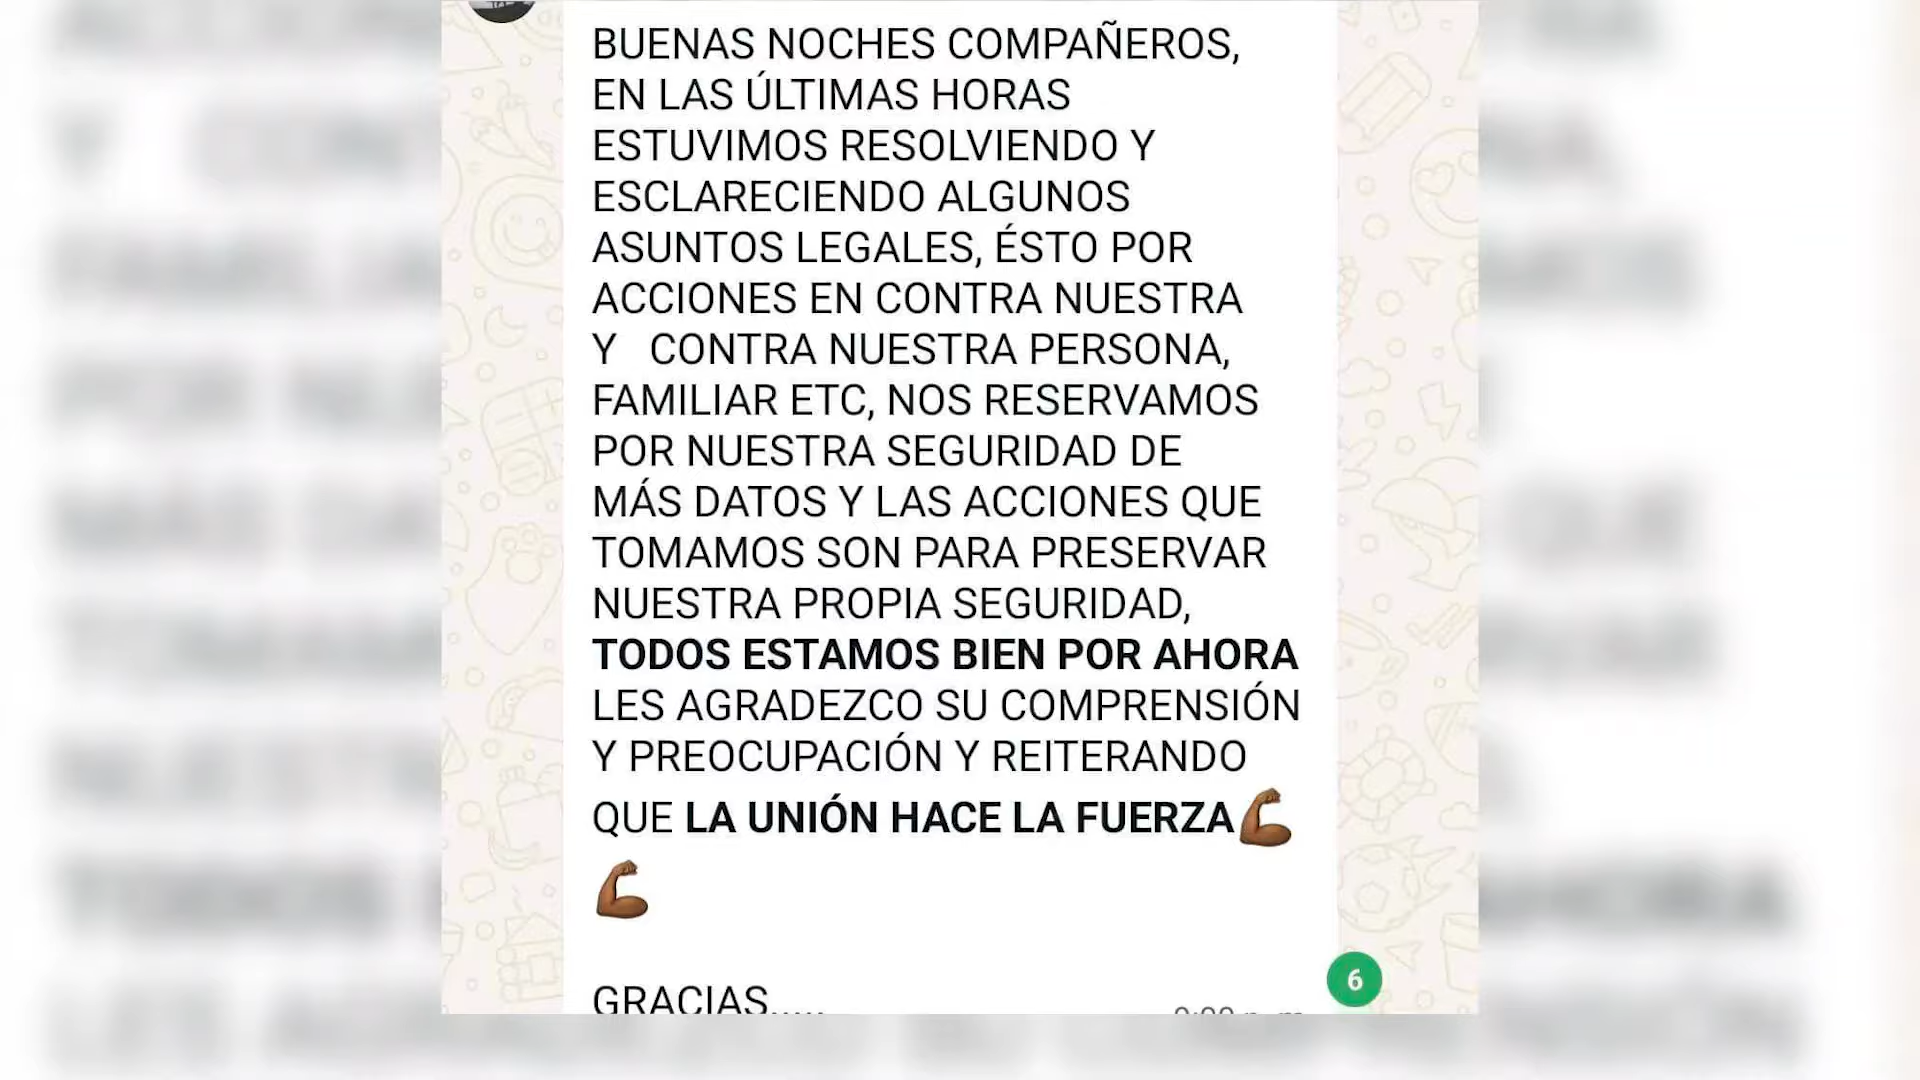 BUENAS NOCHES COMPAÑEROS,
EN LAS ÚLTIMAS HORAS
ESTUVIMOS RESOLVIENDO Y
ESCLARECIENDO ALGUNOS
ASUNTOS LEGALES, ÉSTO POR
ACCIONES EN CONTRA NUESTRA
Y   CONTRA NUESTRA PERSONA,
FAMILIAR ETC, NOS RESERVAMOS
POR NUESTRA SEGURIDAD DE
MÁS DATOS Y LAS ACCIONES QUE
TOMAMOS SON PARA PRESERVAR
NUESTRA PROPIA SEGURIDAD,
TODOS ESTAMOS BIEN POR AHORA
LES AGRADEZCO SU COMPRENSIÓN
Y PREOCUPACIÓN Y REITERANDO
QUE LA UNIÓN HACE LA FUERZA💪🏾
💪🏾
6
GRACIAS.....